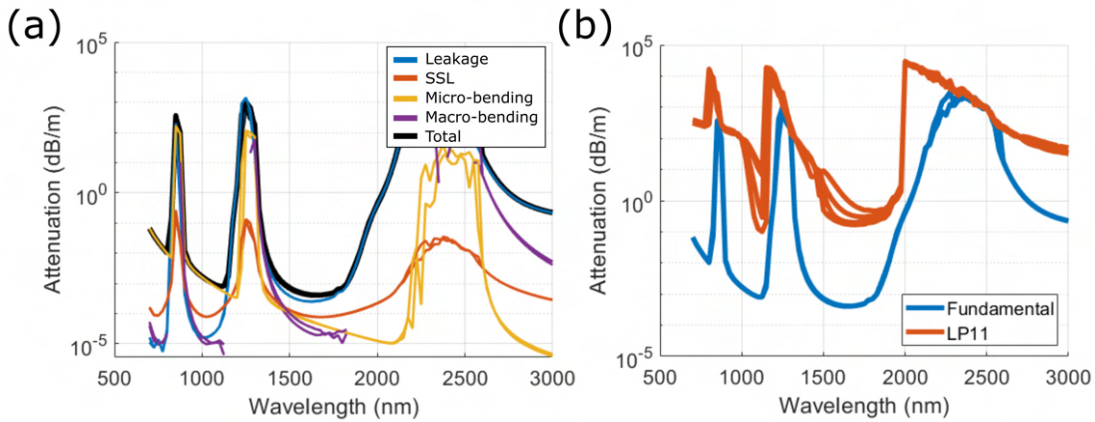 (a)
Attenuation (dB/m)
10^5
10^0
10^-5
Leakage
SSL
Micro-bending
Macro-bending
Total
500 1000 1500 2000 2500 3000
Wavelength (nm)
(b)
Attenuation (dB/m)
10^5
10^0
10^-5
Fundamental
LP11
500 1000 1500 2000 2500 3000
Wavelength (nm)